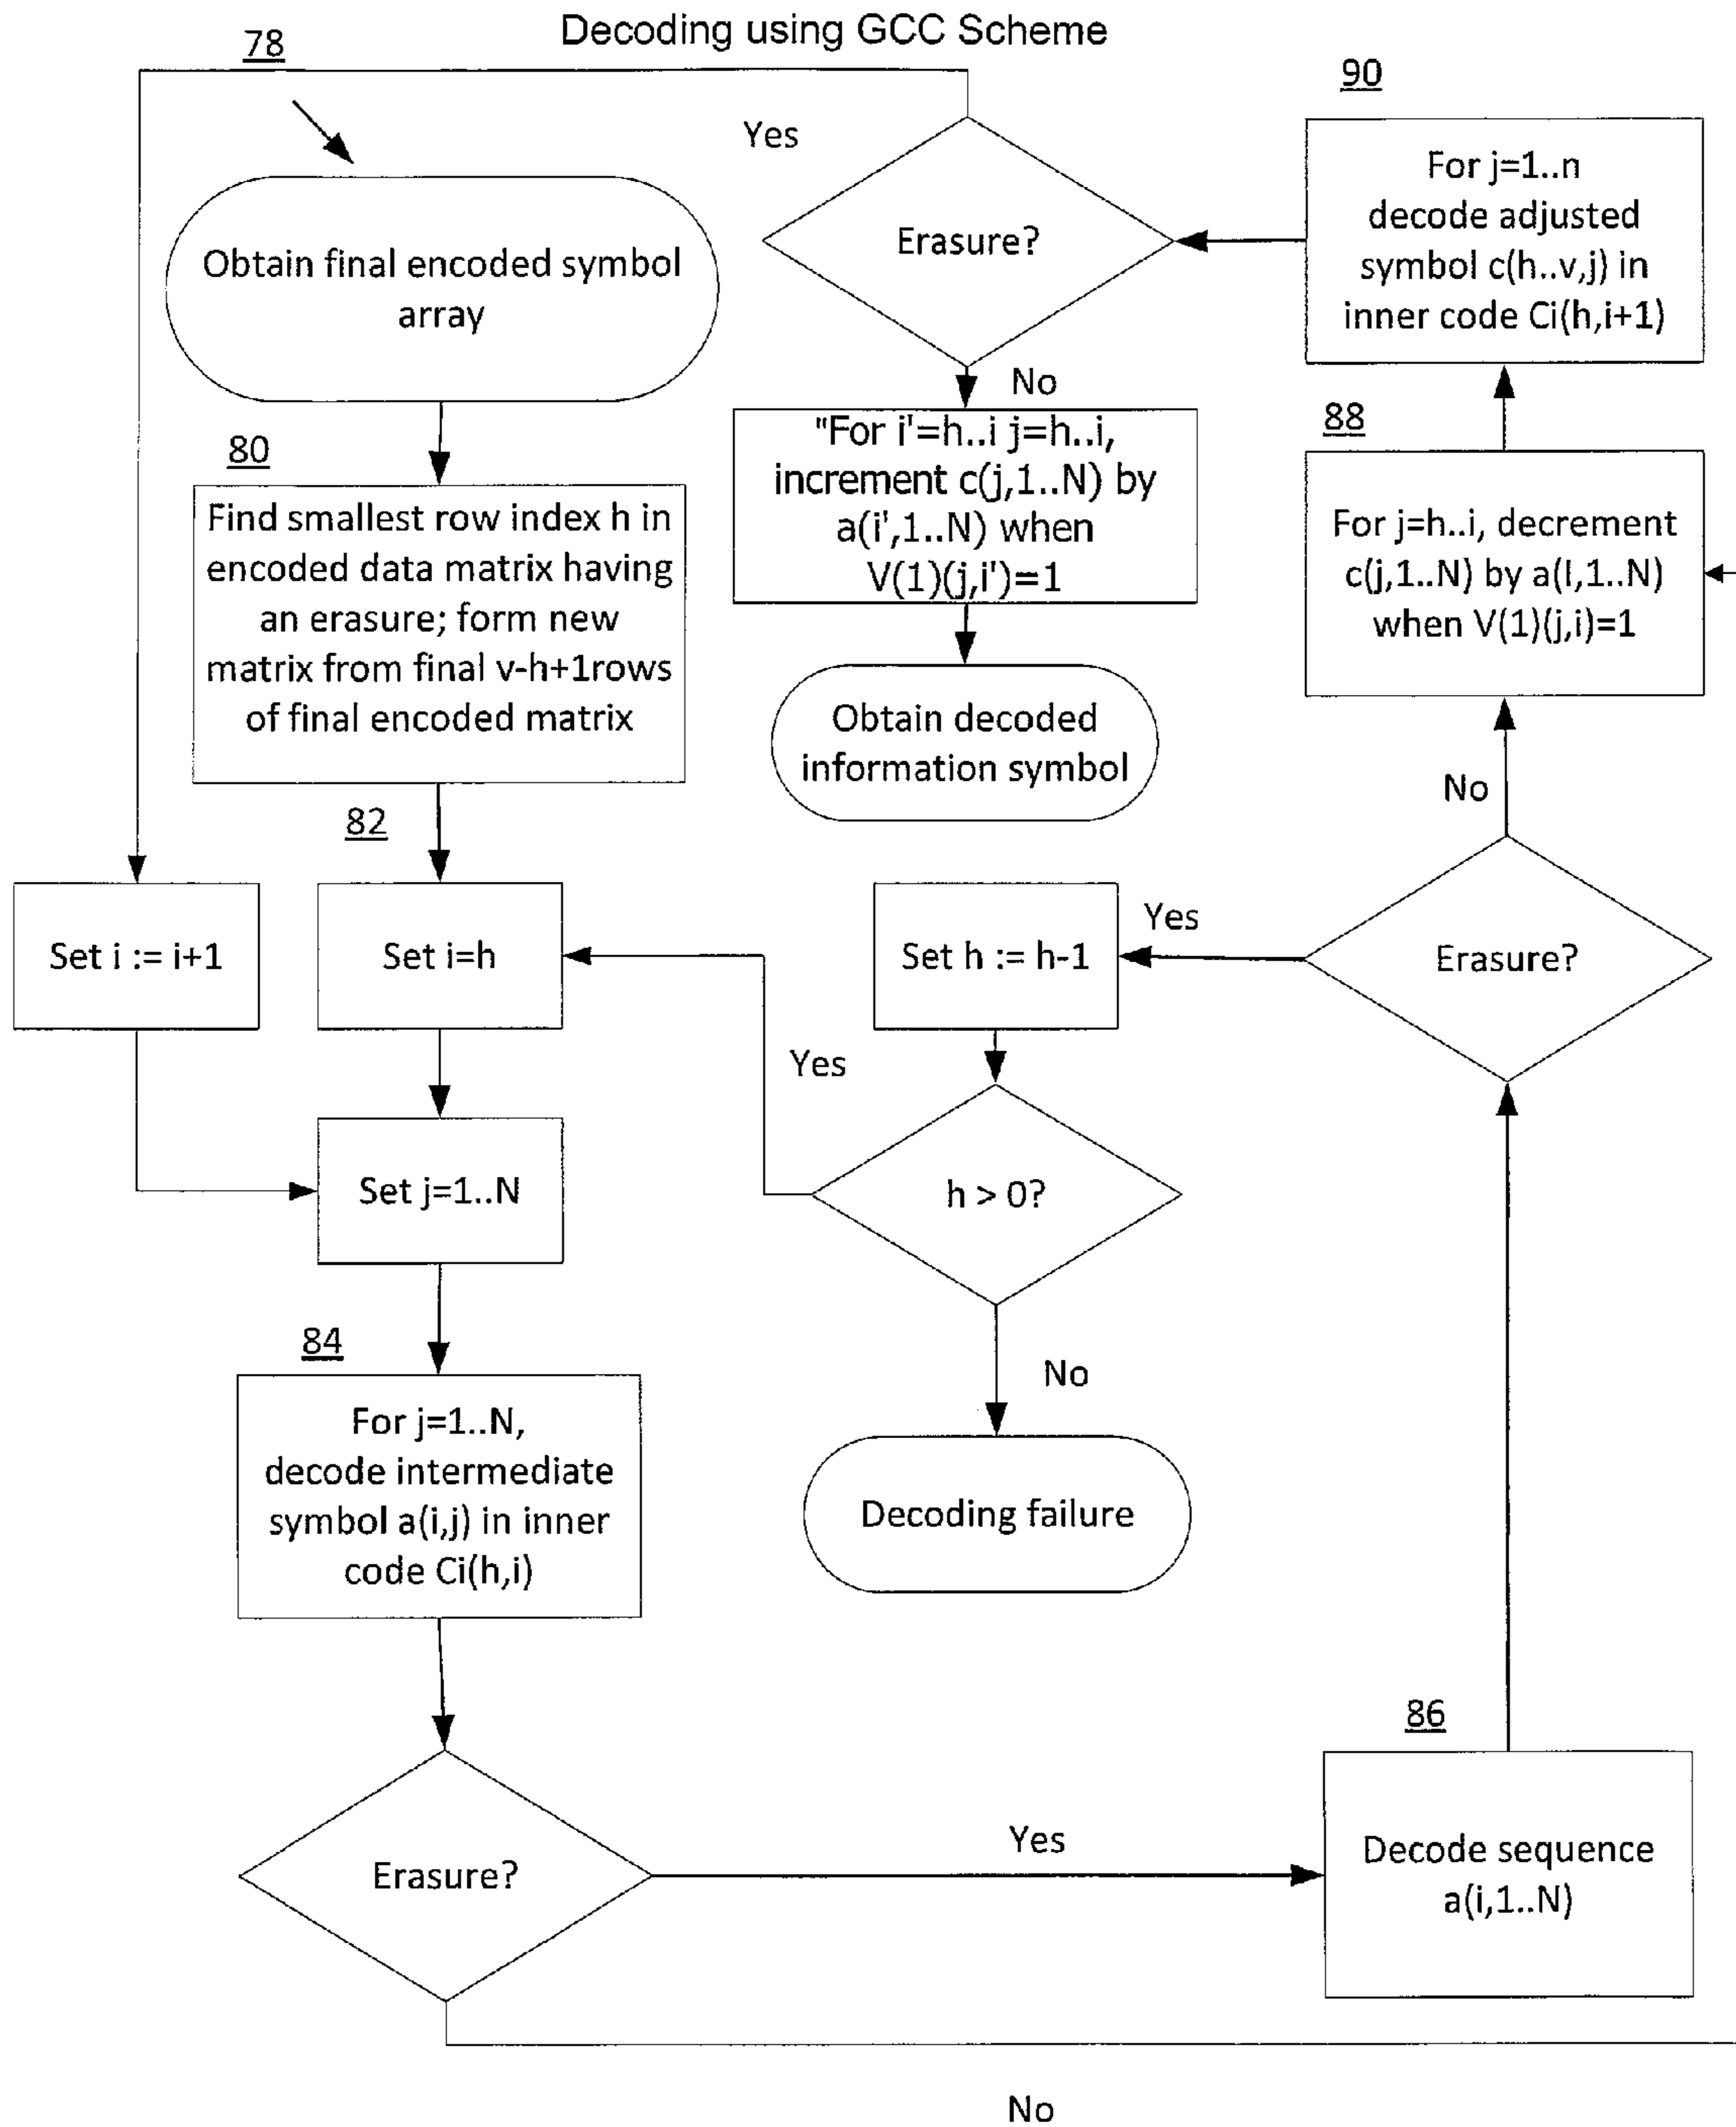 Decoding using GCC Scheme
78
Obtain final encoded symbol
array
80
Find smallest row index h in
encoded data matrix having
an erasure; form new
matrix from final v-h+1rows
of final encoded matrix
82
Set i := i+1
Set i=h
Set j=1..N
84
For j=1..N,
decode intermediate
symbol a(i,j) in inner
code Ci(h,i)
Erasure?
Yes
No
86
Decode sequence
a(i,1..N)
Erasure?
Yes
No
Set h := h-1
h > 0?
Yes
No
Decoding failure
88
For j=h..i, decrement
c(j,1..N) by a(I,1..N)
when V(1)(j,i)=1
90
For j=1..n
decode adjusted
symbol c(h..v,j) in
inner code Ci(h,i+1)
Erasure?
Yes
No
"For i'=h..i j=h..i,
increment c(j,1..N) by
a(i',1..N) when
V(1)(j,i')=1
Obtain decoded
information symbol